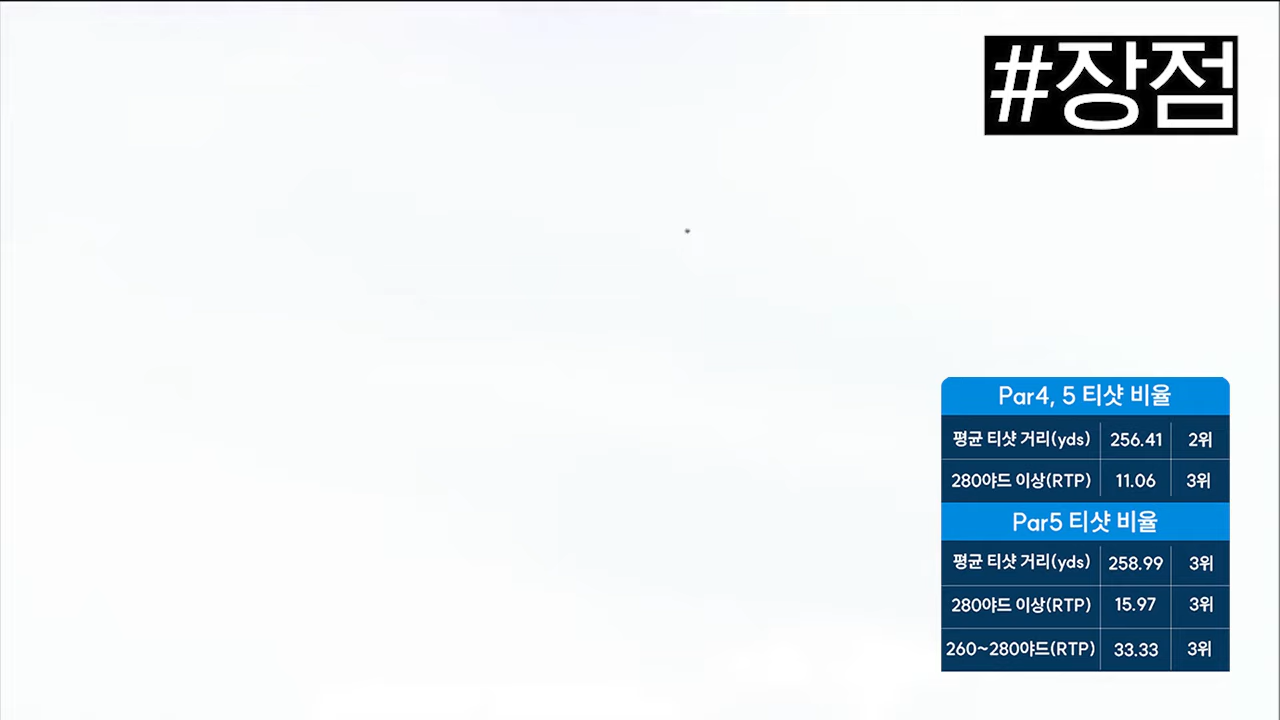 #장점
Par4, 5 티샷 비율
평균 티샷 거리(yds) 256.41 2위
280야드 이상(RTP) 11.06 3위
Par5 티샷 비율
평균 티샷 거리(yds) 258.99 3위
280야드 이상(RTP) 15.97 3위
260~280야드(RTP) 33.33 3위